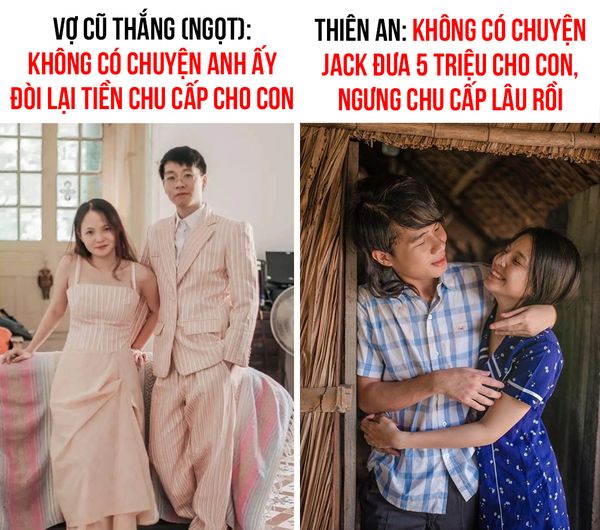 VỢ CŨ THẮNG (NGỌT):
KHÔNG CÓ CHUYỆN ANH ẤY
ĐÒI LẠI TIỀN CHU CẤP CHO CON
THIÊN AN: KHÔNG CÓ CHUYỆN
JACK ĐƯA 5 TRIỆU CHO CON,
NGƯNG CHU CẤP LÂU RỒI